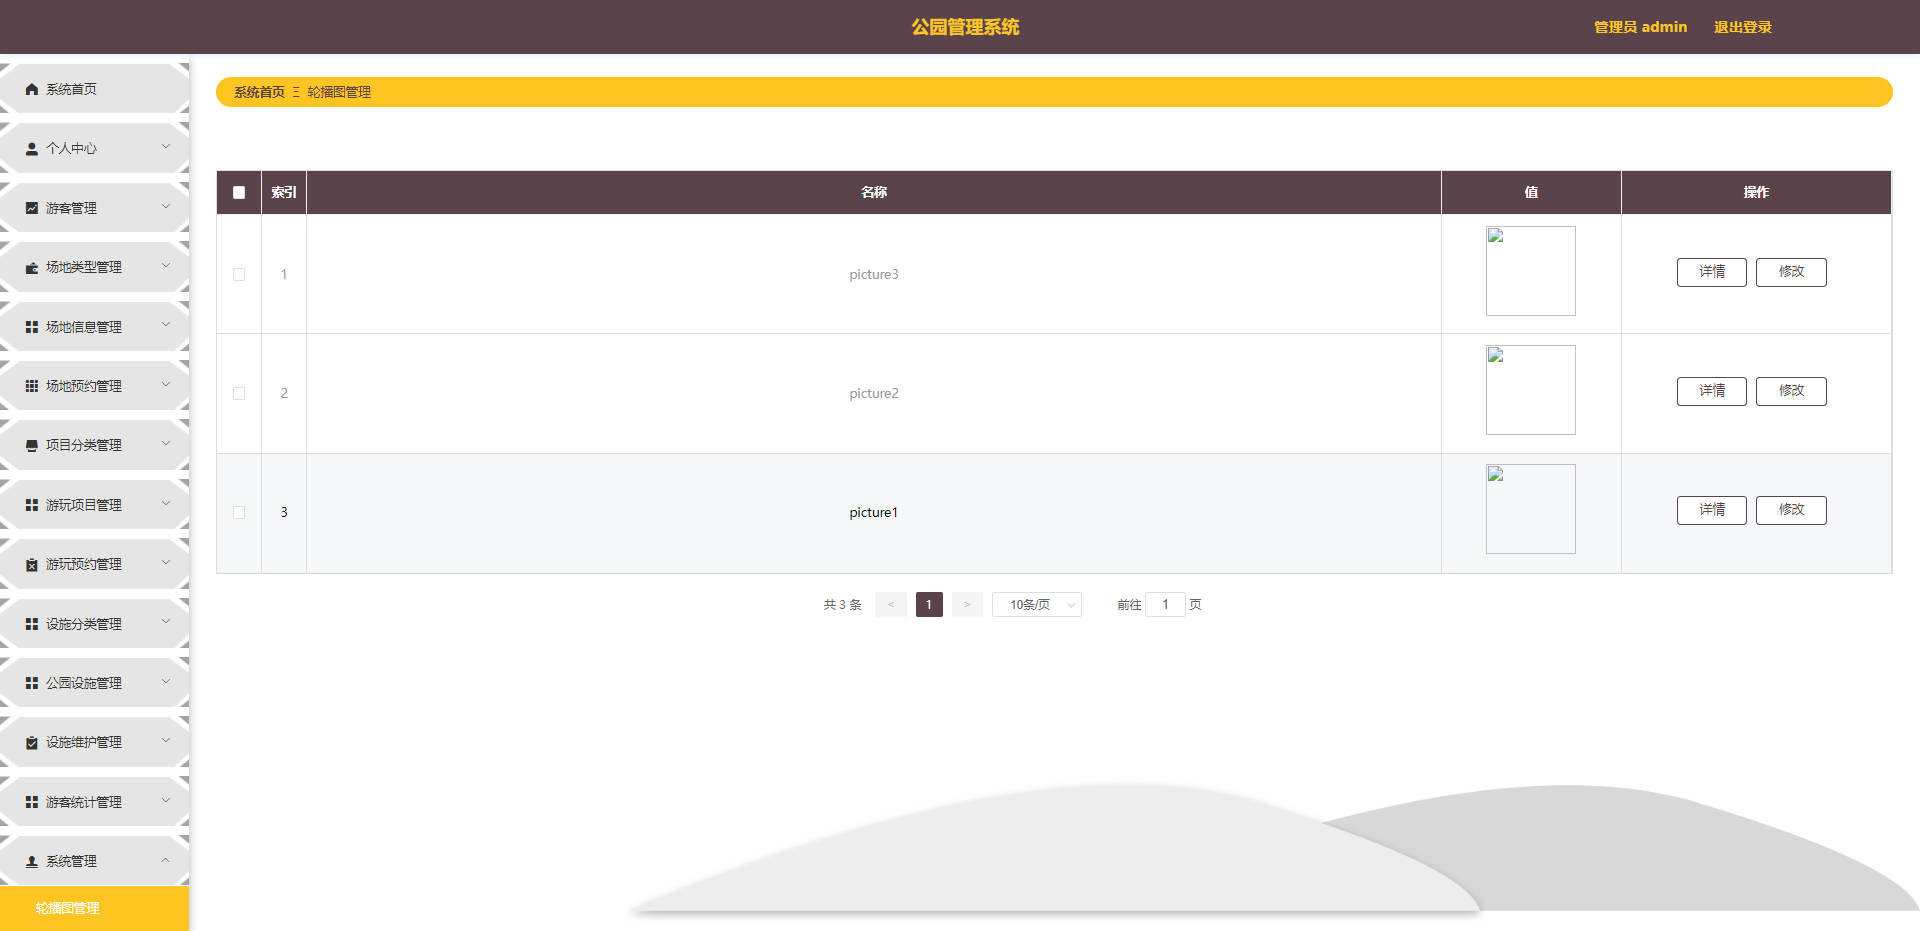 公园管理系统
管理员 admin 退出登录
系统首页
个人中心
游客管理
场地类型管理
场地信息管理
场地预约管理
项目分类管理
游玩项目管理
游玩预约管理
设施分类管理
公园设施管理
设施维护管理
游客统计管理
系统管理
轮播图管理
系统首页 Ξ 轮播图管理
索引 名称 值 操作
1 picture3 详情 修改
2 picture2 详情 修改
3 picture1 详情 修改
共 3 条 < 1 > 10条/页 前往 1 页